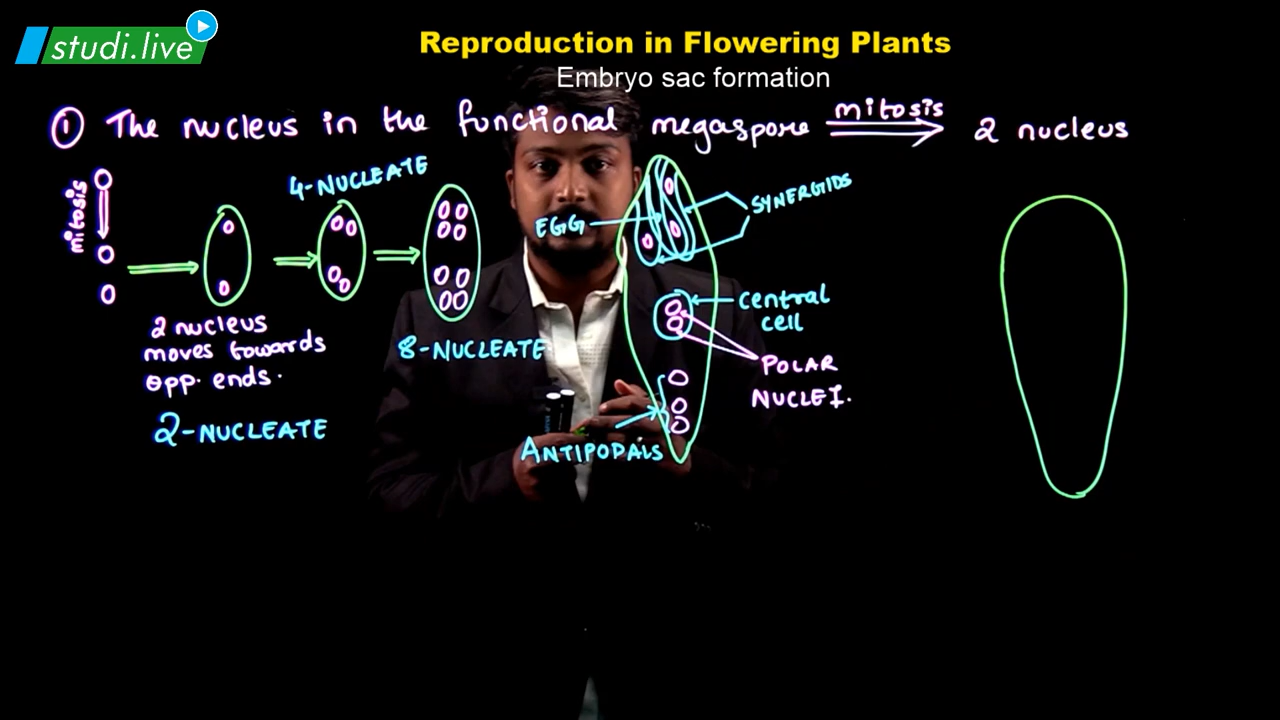 studi.live
Reproduction in Flowering Plants
Embryo sac formation
① The nucleus in the functional megaspore mitosis 2 nucleus
mitosis
4-NUCLEATE
EGG
SYNERGIDS
2 nucleus
moves towards
opp. ends.
2-NUCLEATE
8-NUCLEATE
central
cell
POLAR
NUCLEI.
ANTIPODALS